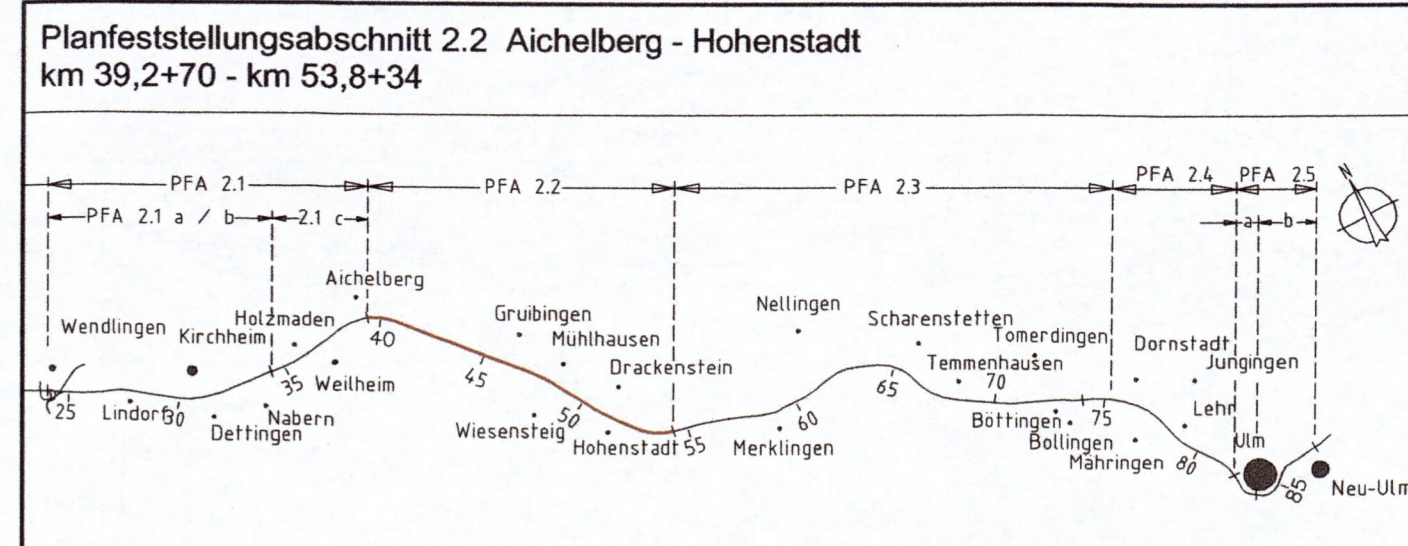 Planfeststellungsabschnitt 2.2 Aichelberg - Hohenstadt
km 39,2+70 - km 53,8+34
PFA 2.1
PFA 2.2
PFA 2.3
PFA 2.4
PFA 2.5
PFA 2.1 a / b
2.1 c
a
b
N
Aichelberg
Wendlingen
Kirchheim
Holzmaden
Weilheim
Lindorf
Dettingen
Nabern
Gruibingen
Mühlhausen
Drackenstein
Wiesensteig
Hohenstadt
Nellingen
Merklingen
Scharenstetten
Tomerdingen
Temmenhausen
Böttingen
Bollingen
Mähringen
Dornstadt
Jungingen
Lehr
Ulm
Neu-Ulm
25
30
35
40
45
50
55
60
65
70
75
80
85